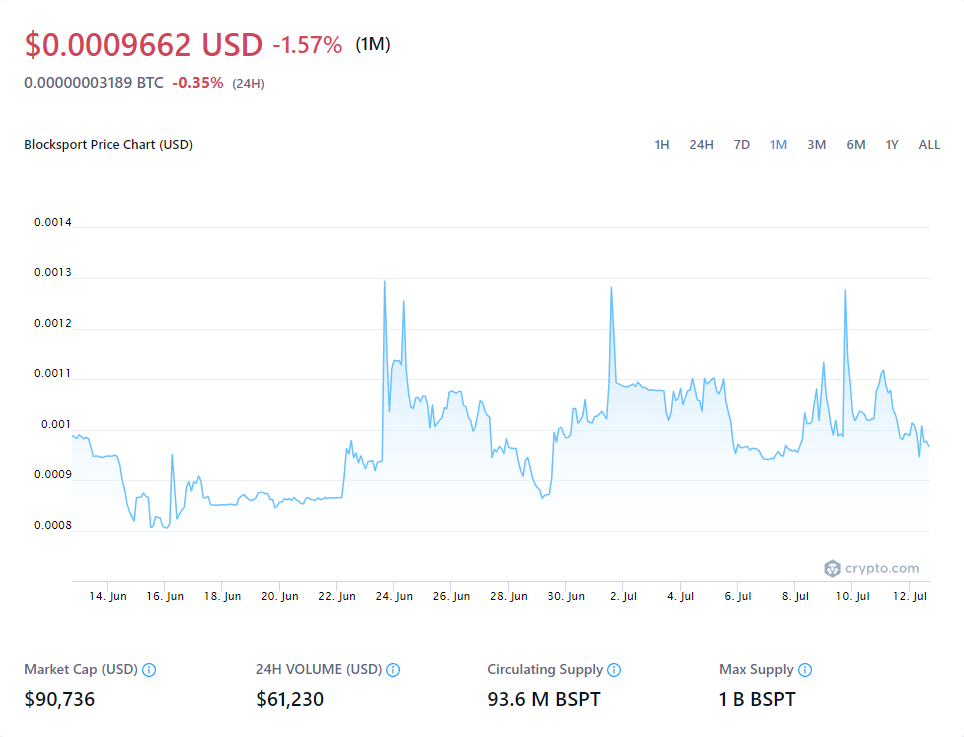 $0.0009662 USD -1.57% (1M)
0.00000003189 BTC -0.35% (24H)
Blocksport Price Chart (USD)
1H 24H 7D 1M 3M 6M 1Y ALL
0.0014
0.0013
0.0012
0.0011
0.001
0.0009
0.0008
crypto.com
14. Jun 16. Jun 18. Jun 20. Jun 22. Jun 24. Jun 26. Jun 28. Jun 30. Jun 2. Jul 4. Jul 6. Jul 8. Jul 10. Jul 12. Jul
Market Cap (USD) 24H VOLUME (USD) Circulating Supply Max Supply
$90,736 $61,230 93.6 M BSPT 1 B BSPT